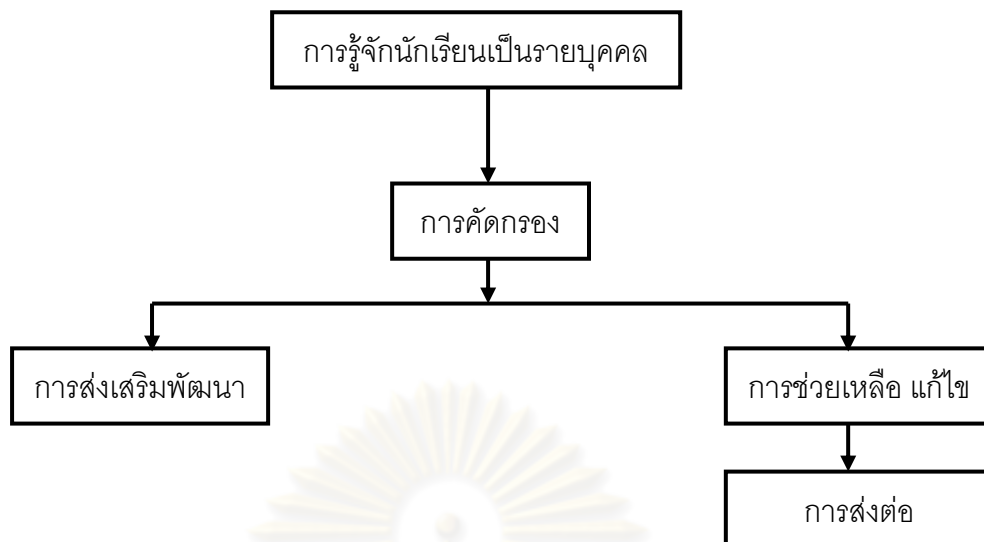 การรู้จักนักเรียนเป็นรายบุคคล
การคัดกรอง
การส่งเสริมพัฒนา
การช่วยเหลือ แก้ไข
การส่งต่อ